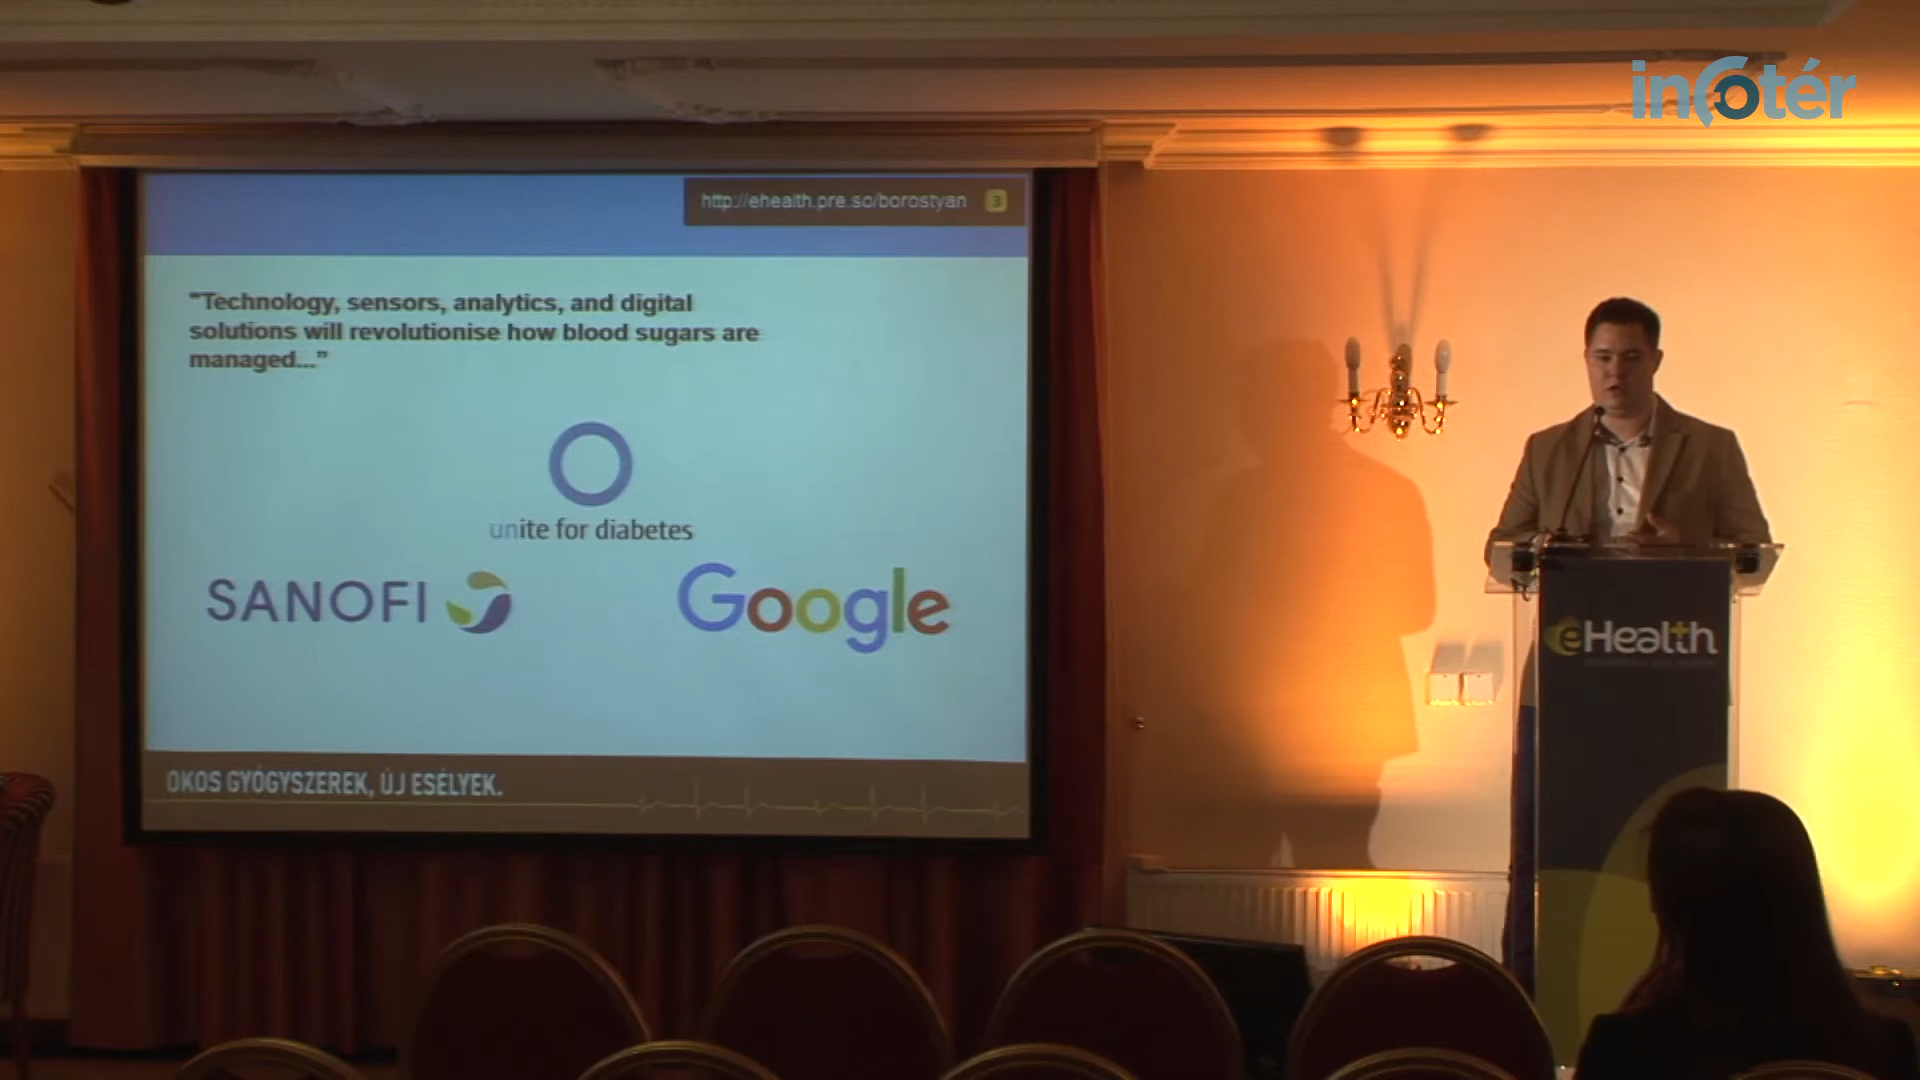 infotér
http://ehealth.pre.so/borostyan 3
"Technology, sensors, analytics, and digital
solutions will revolutionise how blood sugars are
managed..."
unite for diabetes
SANOFI
Google
OKOS GYÓGYSZEREK, ÚJ ESÉLYEK.
eHealth